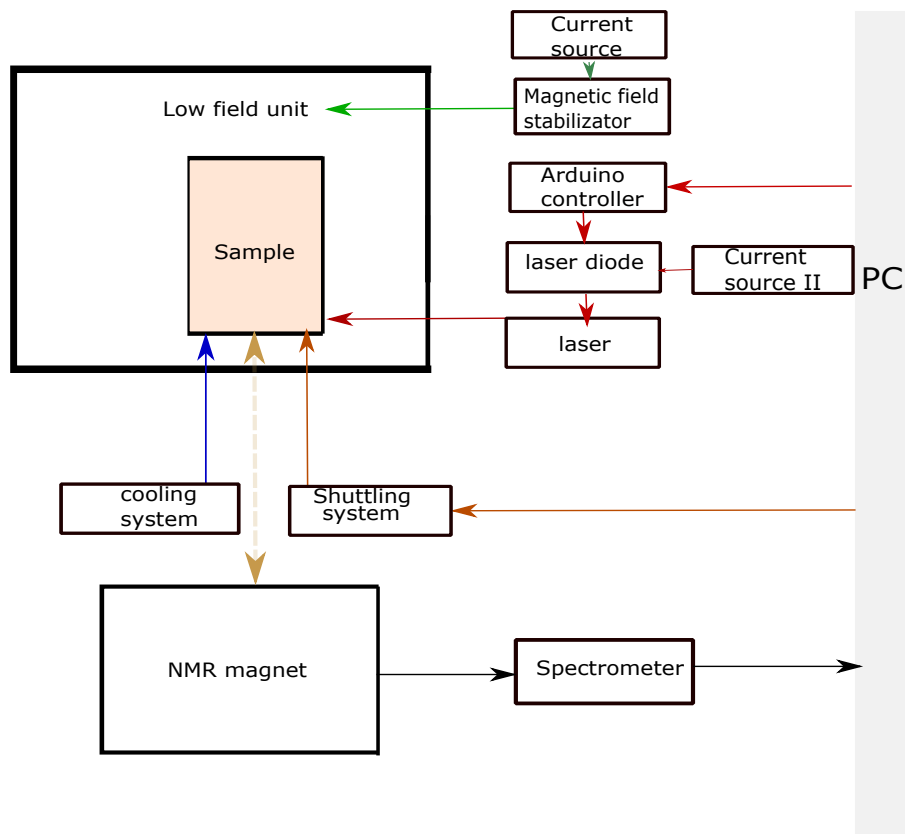 Current
source
Low field unit
Magnetic field
stabilizator
Arduino
controller
Sample
laser diode
Current
source II
PC
laser
cooling
system
Shuttling
system
NMR magnet
Spectrometer